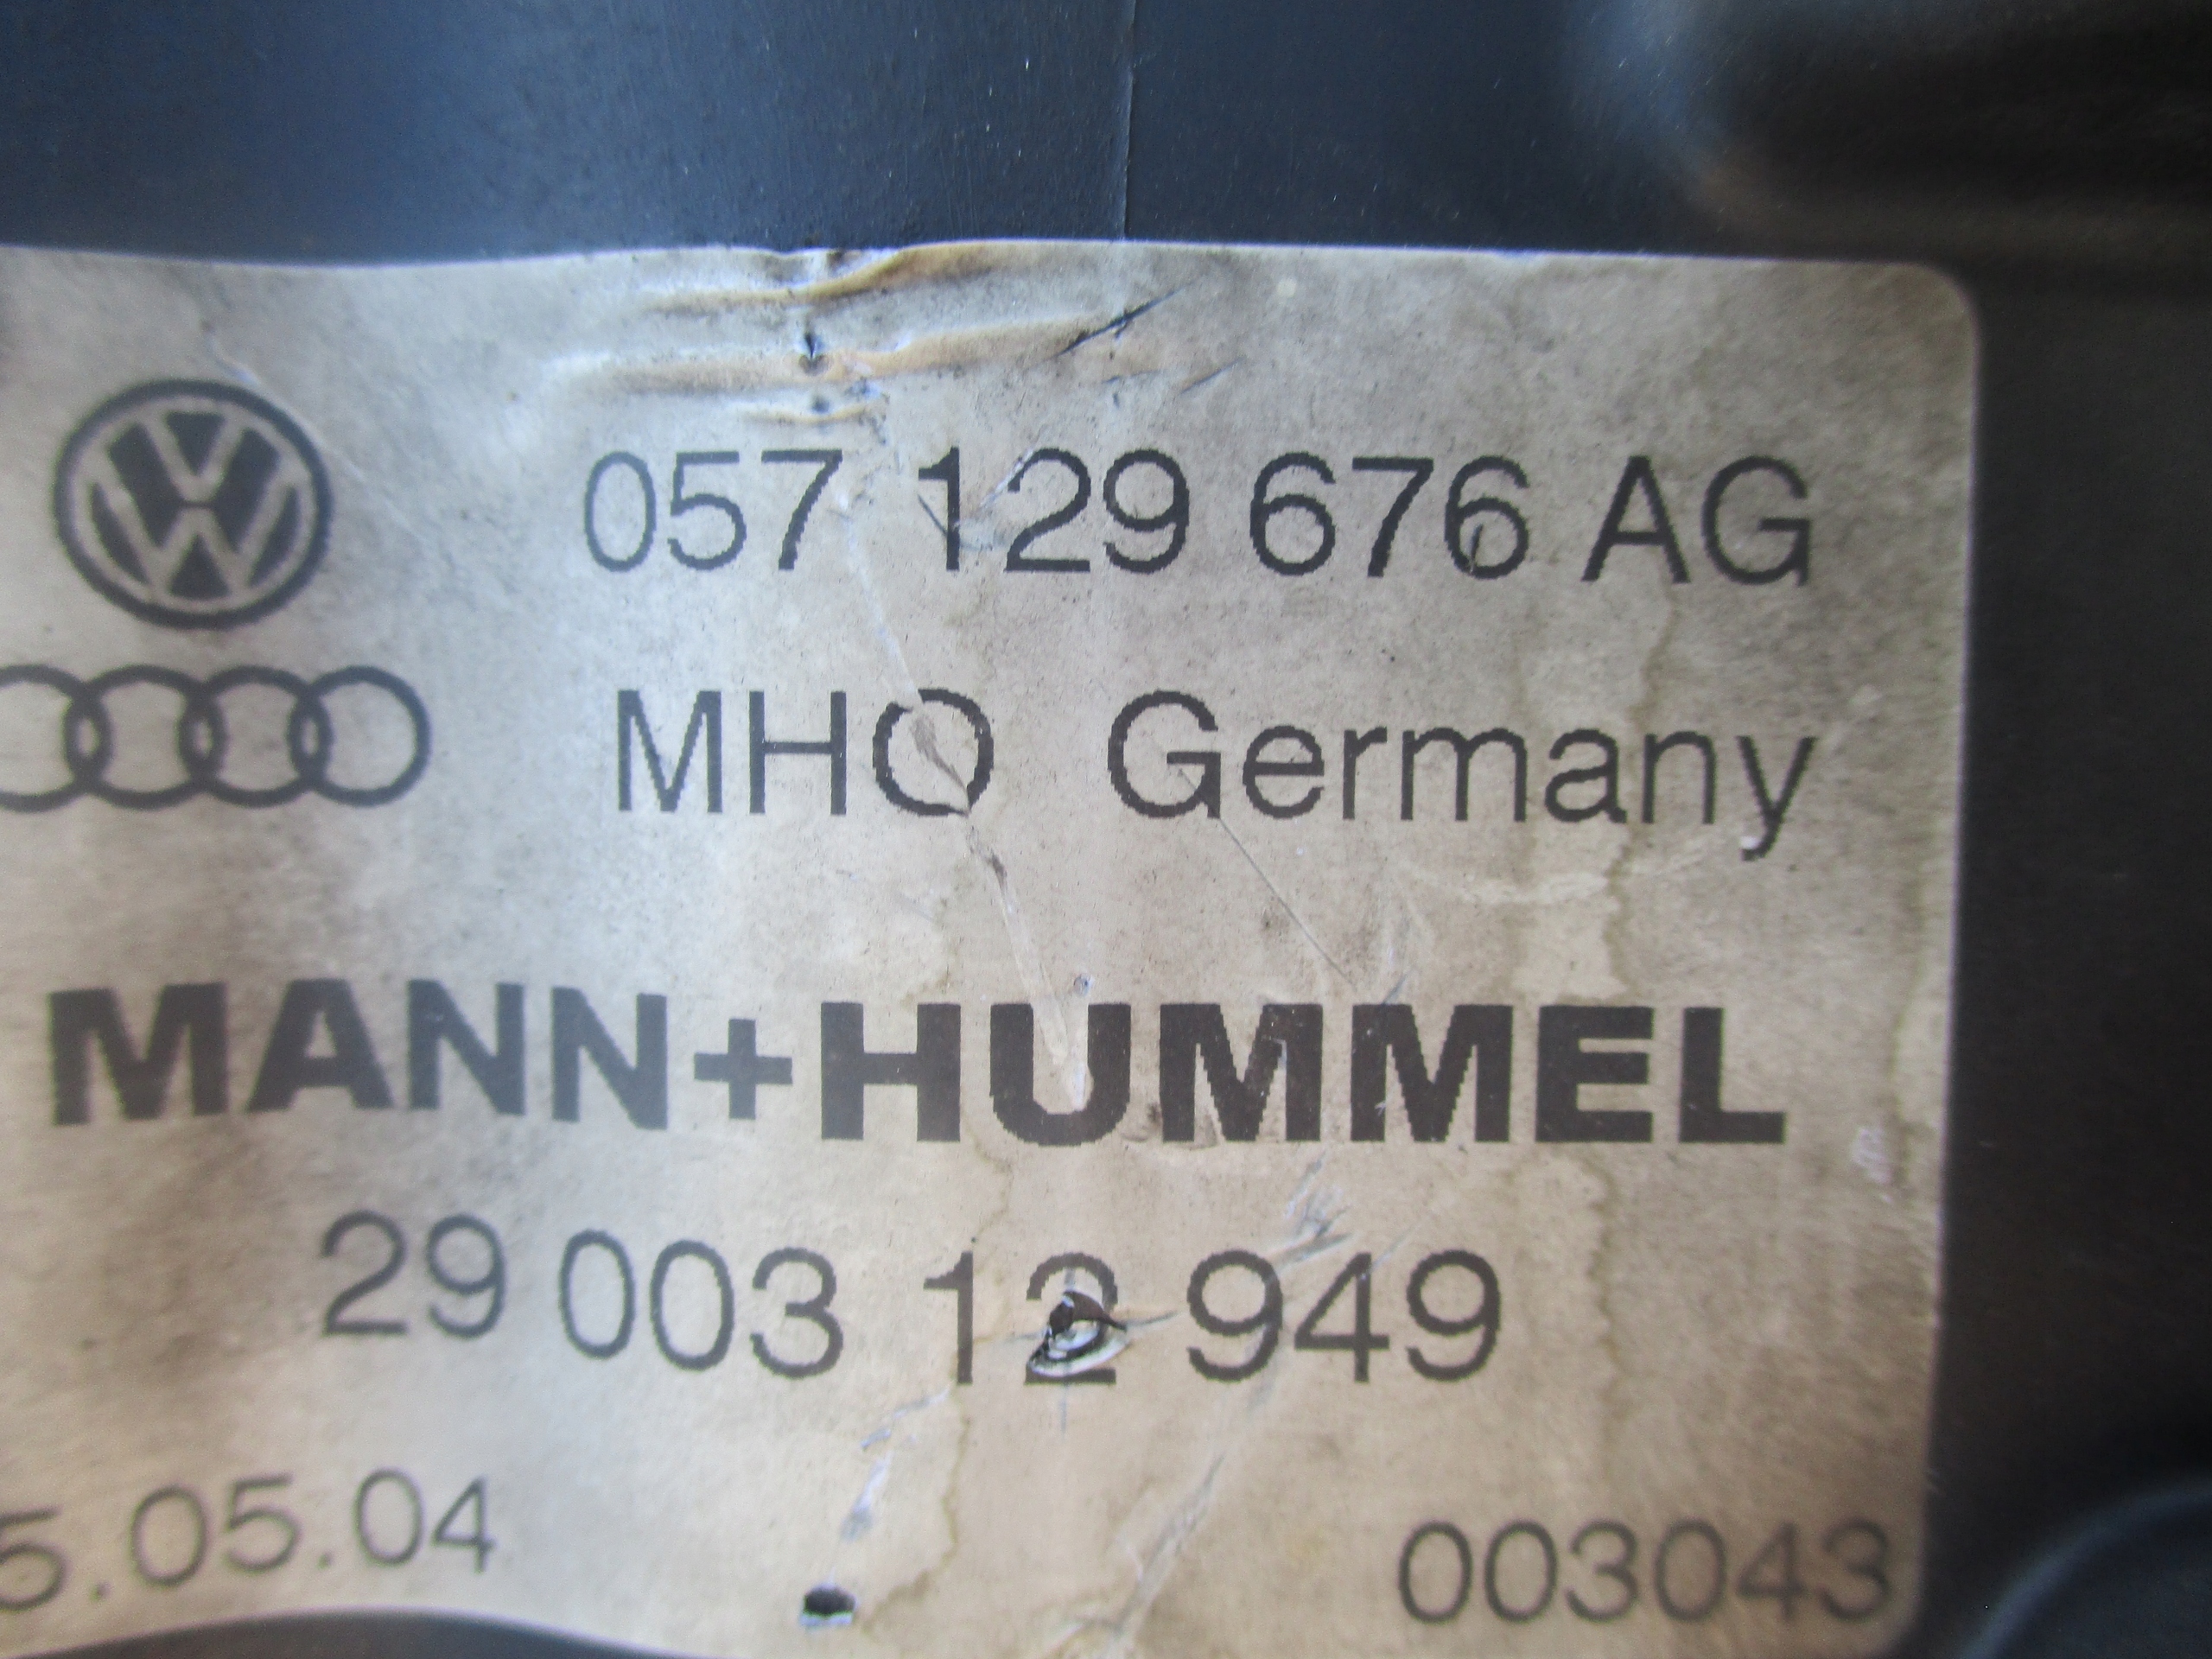 057 129 676 AG
MHO Germany
MANN+HUMMEL
29 003 12 949
5.05.04
003043